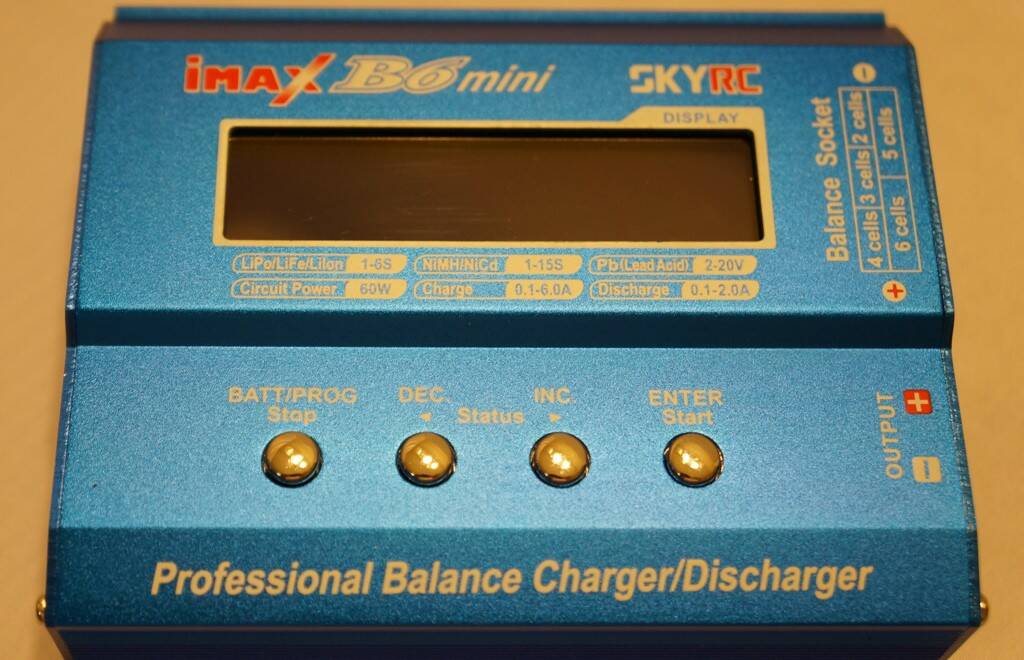 iMAX B6 mini
SKYRC
DISPLAY
LiPo/LiFe/LiIon 1-6S
NiMH/NiCd 1-15S
Pb(Lead Acid) 2-20V
Circuit Power 60W
Charge 0.1-6.0A
Discharge 0.1-2.0A
Balance Socket
4 cells 3 cells 2 cells
6 cells 5 cells
BATT/PROG
Stop
DEC.
INC.
Status
ENTER
Start
OUTPUT
Professional Balance Charger/Discharger